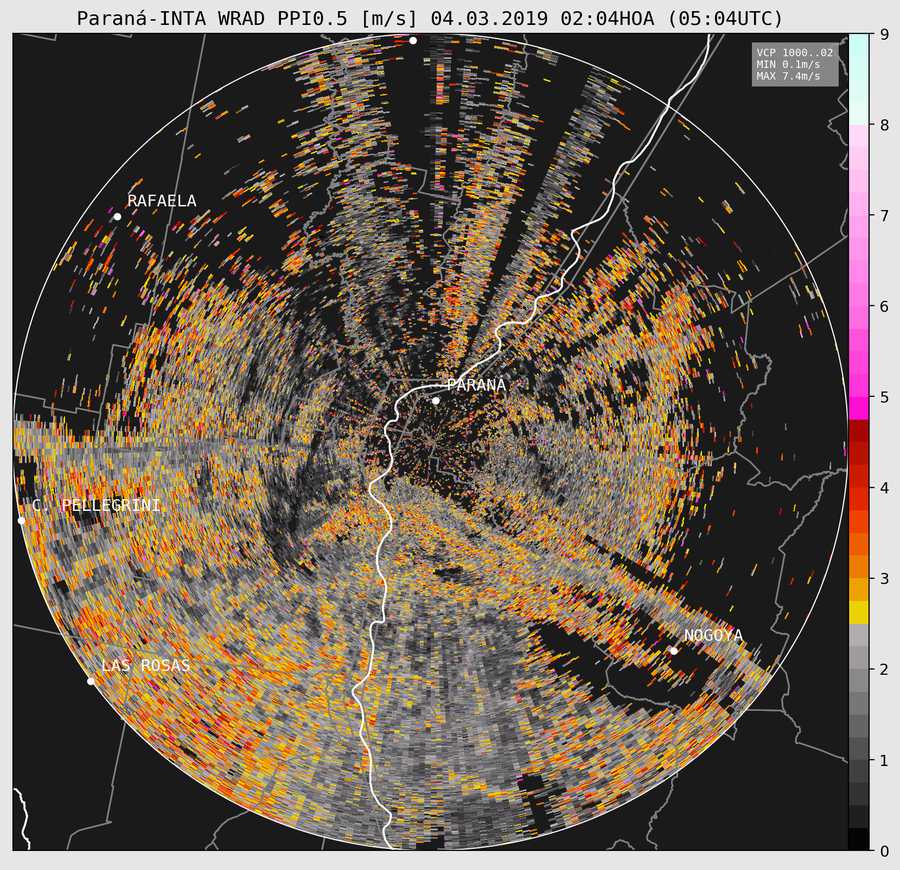 Paraná-INTA WRAD PPI0.5 [m/s] 04.03.2019 02:04HOA (05:04UTC)
VCP 1000..02
MIN 0.1m/s
MAX 7.4m/s
9
8
7
6
5
4
3
2
1
0
RAFAELA
PARANÁ
C. PELLEGRINI
NOGOYA
LAS ROSAS